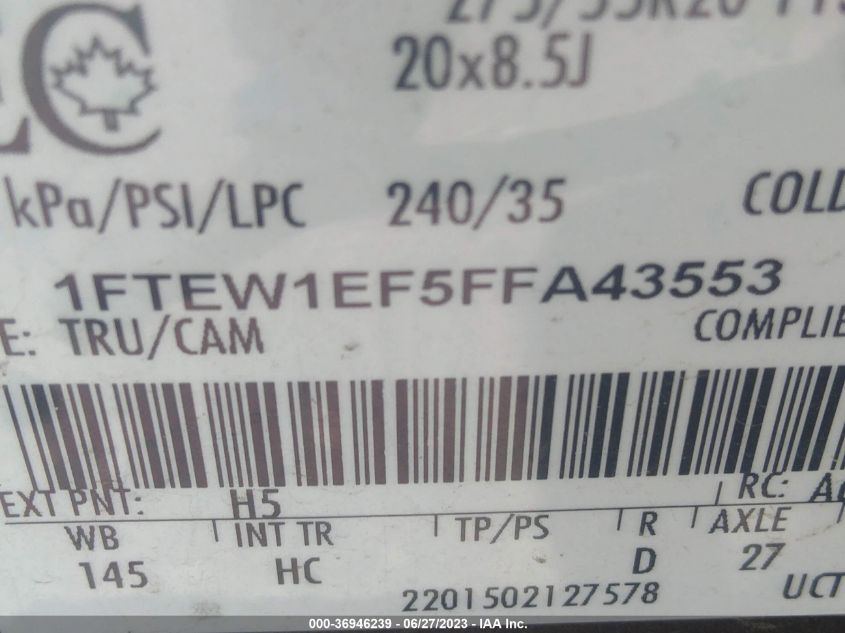 EC
20x8.5J
kPa/PSI/LPC 240/35 COLD
1FTEW1EF5FFA43553
E: TRU/CAM COMPLIE
EXT PNT: H5 RC:
WB INT TR TP/PS R AXLE
145 HC D 27
2201502127578 UCT
000-36946239 - 06/27/2023 - IAA Inc.